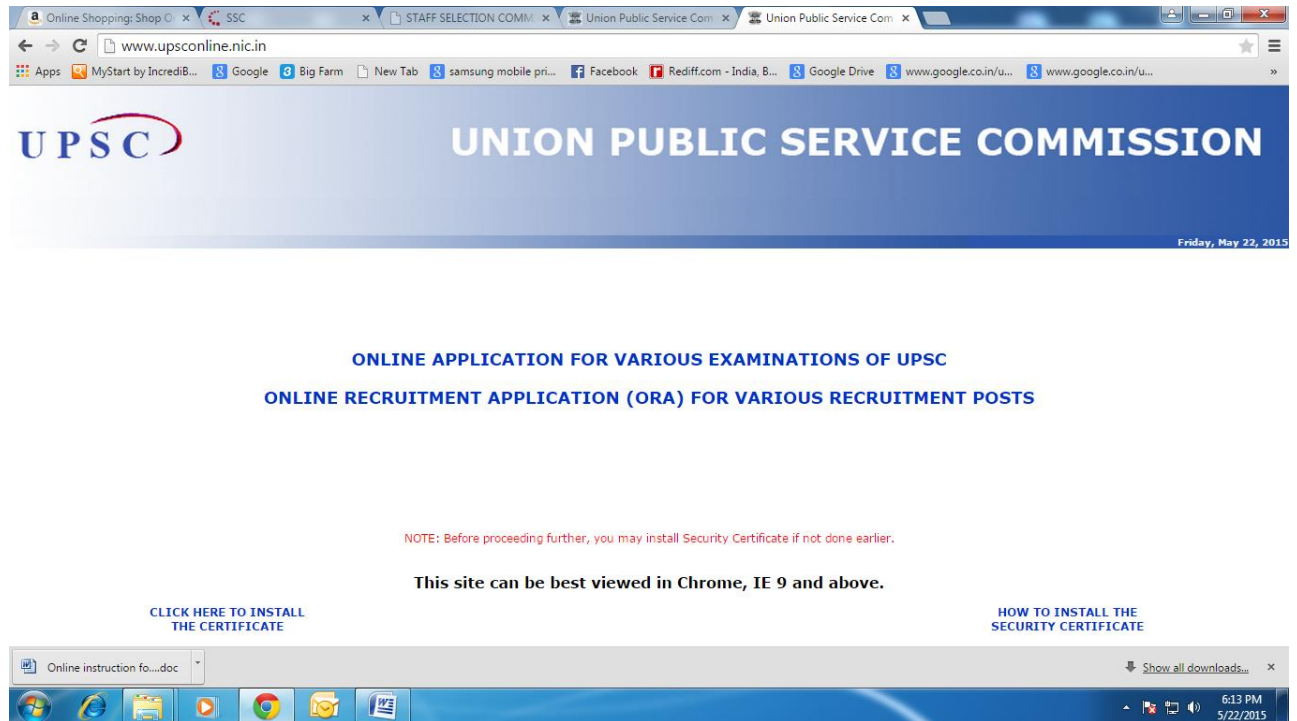 Online Shopping: Shop O
SSC
STAFF SELECTION COMM
Union Public Service Com
Union Public Service Com
www.upsconline.nic.in
Apps MyStart by IncrediB... Google Big Farm New Tab samsung mobile pri... Facebook Rediff.com - India, B... Google Drive www.google.co.in/u... www.google.co.in/u... »
UPSC
UNION PUBLIC SERVICE COMMISSION
Friday, May 22, 2015
ONLINE APPLICATION FOR VARIOUS EXAMINATIONS OF UPSC
ONLINE RECRUITMENT APPLICATION (ORA) FOR VARIOUS RECRUITMENT POSTS
NOTE: Before proceeding further, you may install Security Certificate if not done earlier.
This site can be best viewed in Chrome, IE 9 and above.
CLICK HERE TO INSTALL
THE CERTIFICATE
HOW TO INSTALL THE
SECURITY CERTIFICATE
Online instruction fo....doc
Show all downloads...
6:13 PM
5/22/2015